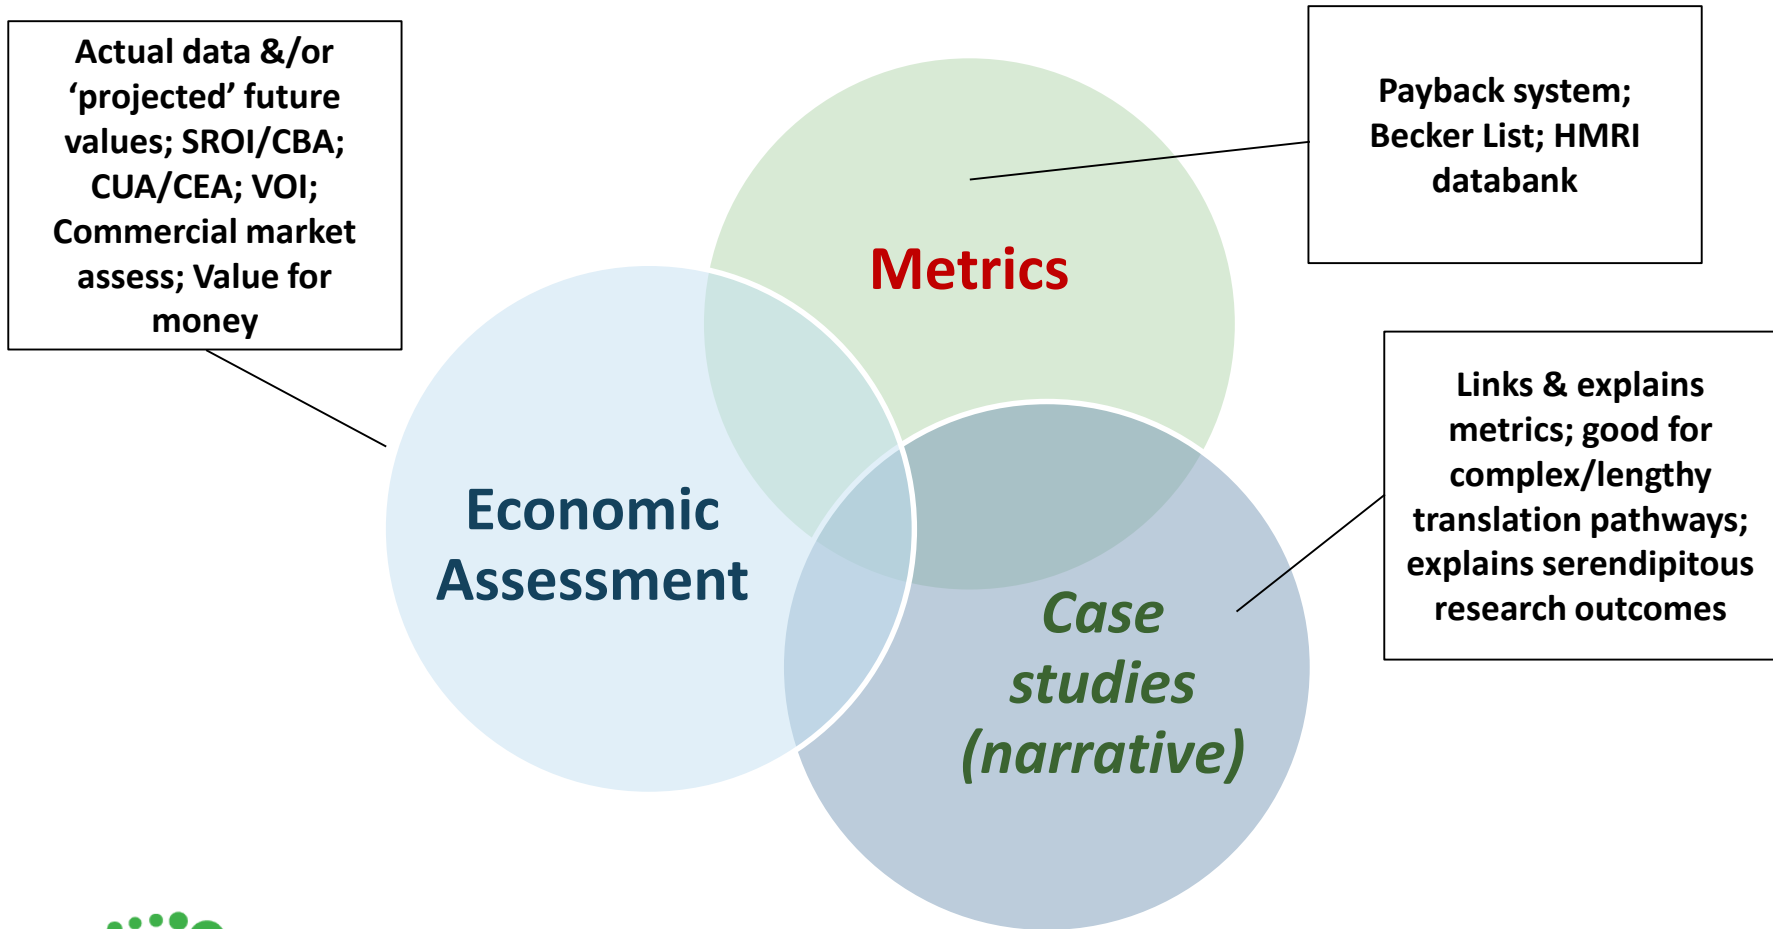 Actual data &/or
‘projected’ future
values; SROI/CBA;
CUA/CEA; VOI;
Commercial market
assess; Value for
money
Payback system;
Becker List; HMRI
databank
Metrics
Links & explains
metrics; good for
complex/lengthy
translation pathways;
explains serendipitous
research outcomes
Economic
Assessment
Case
studies
(narrative)